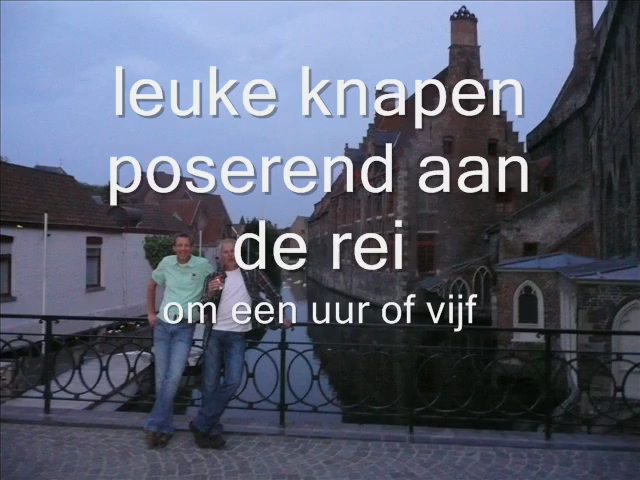 leuke knapen
poserend aan
de rei
om een uur of vijf